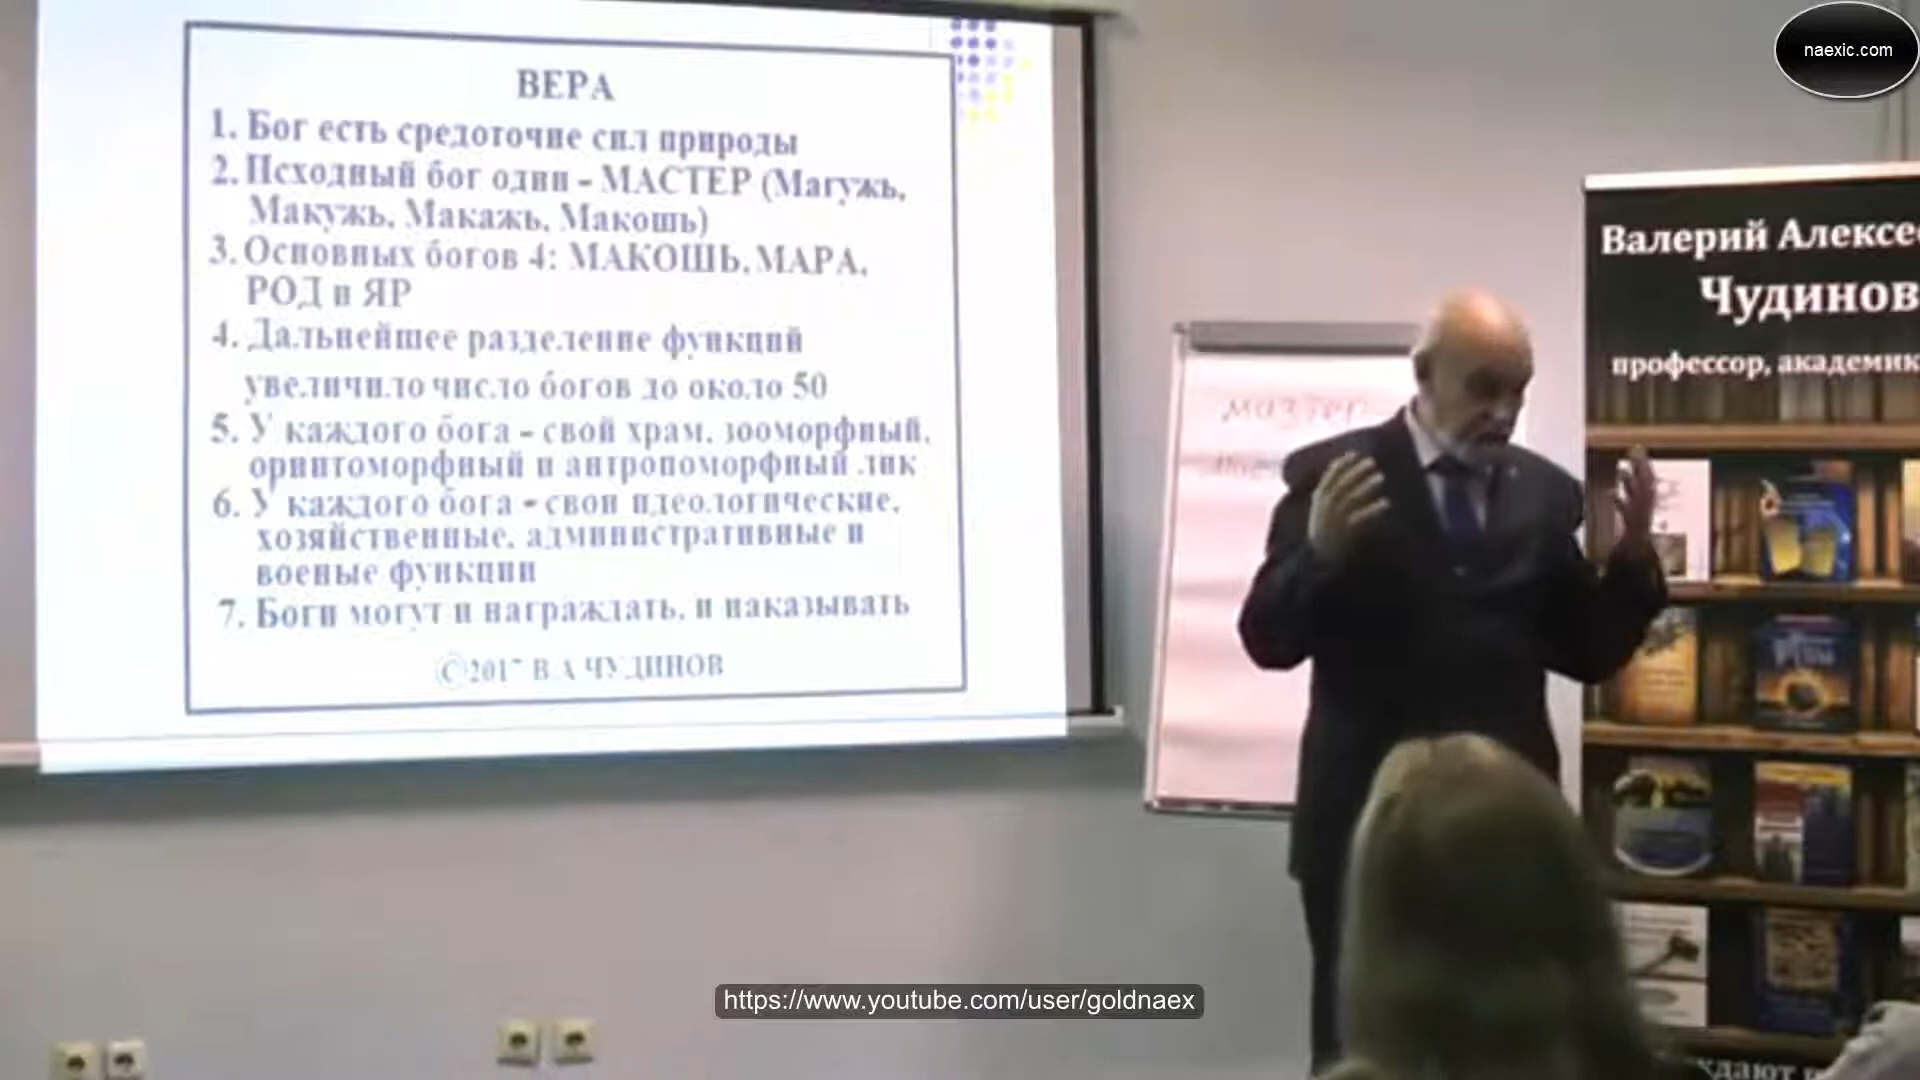 ВЕРА
1. Бог есть средоточие сил природы
2. Исходный бог один - МАСТЕР (Магужь,
Макужь, Макажь, Макошь)
3. Основных богов 4: МАКОШЬ, МАРА,
РОД и ЯР
4. Дальнейшее разделение функций
увеличило число богов до около 50
5. У каждого бога - свой храм, зооморфный,
орнитоморфный и антропоморфный лик
6. У каждого бога - свои идеологические,
хозяйственные, административные и
военые функции
7. Боги могут и награждать, и наказывать
©2017 В.А ЧУДИНОВ
мазтер
Валерий Алексе
Чудинов
профессор, академик
naexic.com
https://www.youtube.com/user/goldnaex